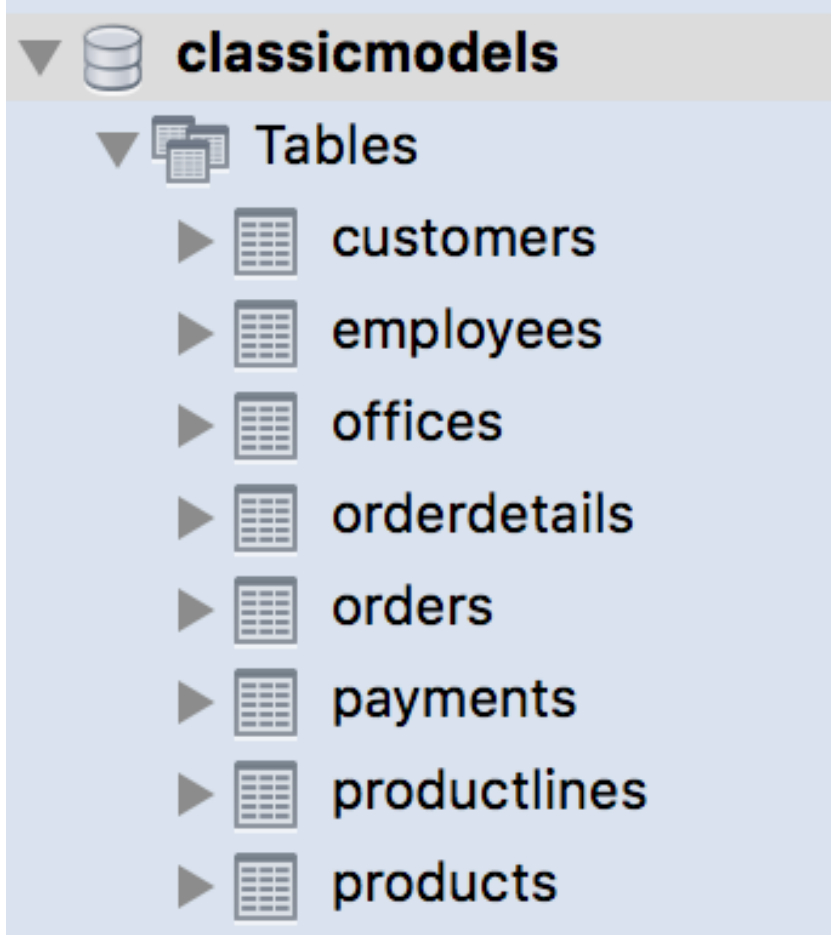 classicmodels
Tables
customers
employees
offices
orderdetails
orders
payments
productlines
products